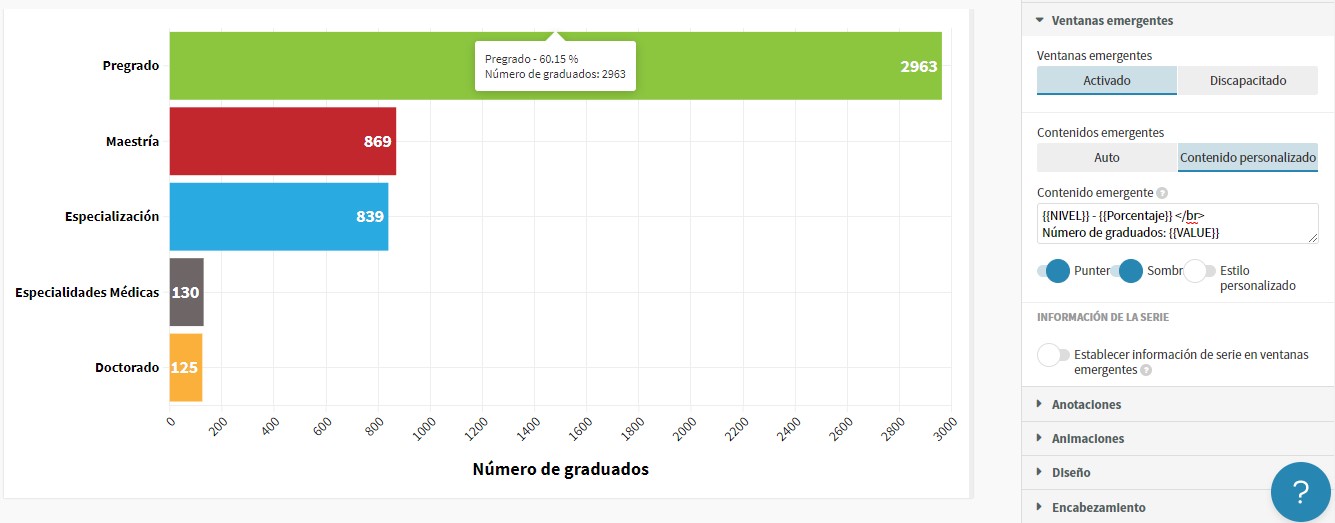 Pregrado
2963
Pregrado - 60.15 %
Número de graduados: 2963
Maestría
869
Especialización
839
Especialidades Médicas
130
Doctorado
125
0
200
400
600
800
1000
1200
1400
1600
1800
2000
2200
2400
2600
2800
3000
Número de graduados
Ventanas emergentes
Ventanas emergentes
Activado
Discapacitado
Contenidos emergentes
Auto
Contenido personalizado
Contenido emergente ?
{{NIVEL}} - {{Porcentaje}} </br>
Número de graduados: {{VALUE}}
Punter
Sombr
Estilo
personalizado
INFORMACIÓN DE LA SERIE
Establecer información de serie en ventanas
emergentes ?
Anotaciones
Animaciones
Diseño
Encabezamiento
?